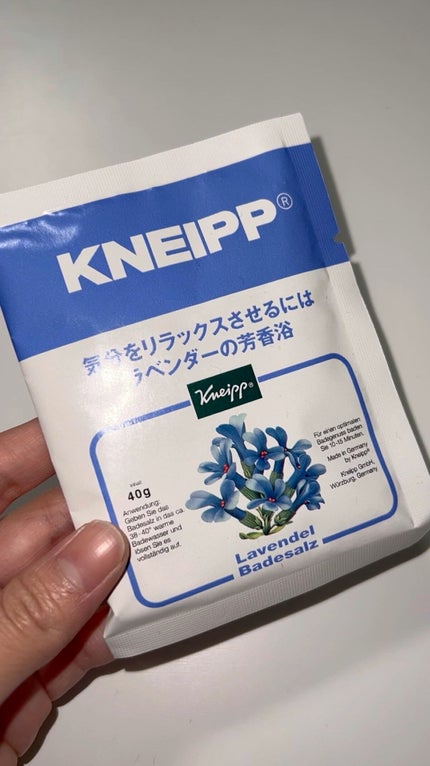 KNEIPP®
気分をリラックスさせるには
ラベンダーの芳香浴
Kneipp®
Inhalt
40g
Anwendung:
Geben Sie das
Badesalz in das ca.
38-40° warme
Badewasser und
lösen Sie es
vollständig auf.
Für einen optimalen
Badegenuss baden
Sie 10-15 Minuten.
Made in Germany
by Kneipp®
Kneipp GmbH,
Würzburg, Germany
Lavendel
Badesalz